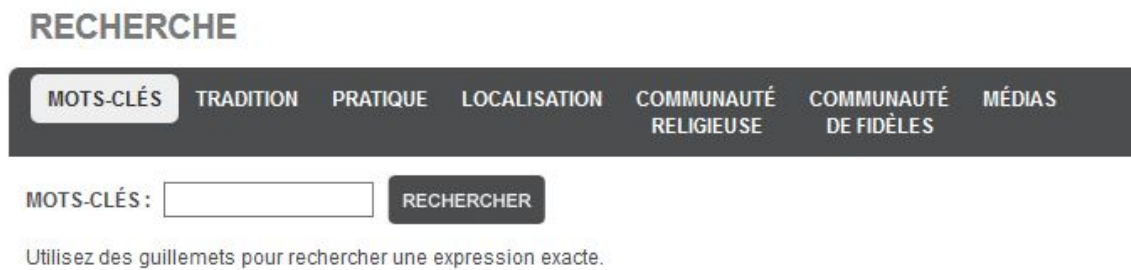 RECHERCHE
MOTS-CLÉS TRADITION PRATIQUE LOCALISATION COMMUNAUTÉ RELIGIEUSE COMMUNAUTÉ DE FIDÈLES MÉDIAS
MOTS-CLÉS : RECHERCHER
Utilisez des guillemets pour rechercher une expression exacte.